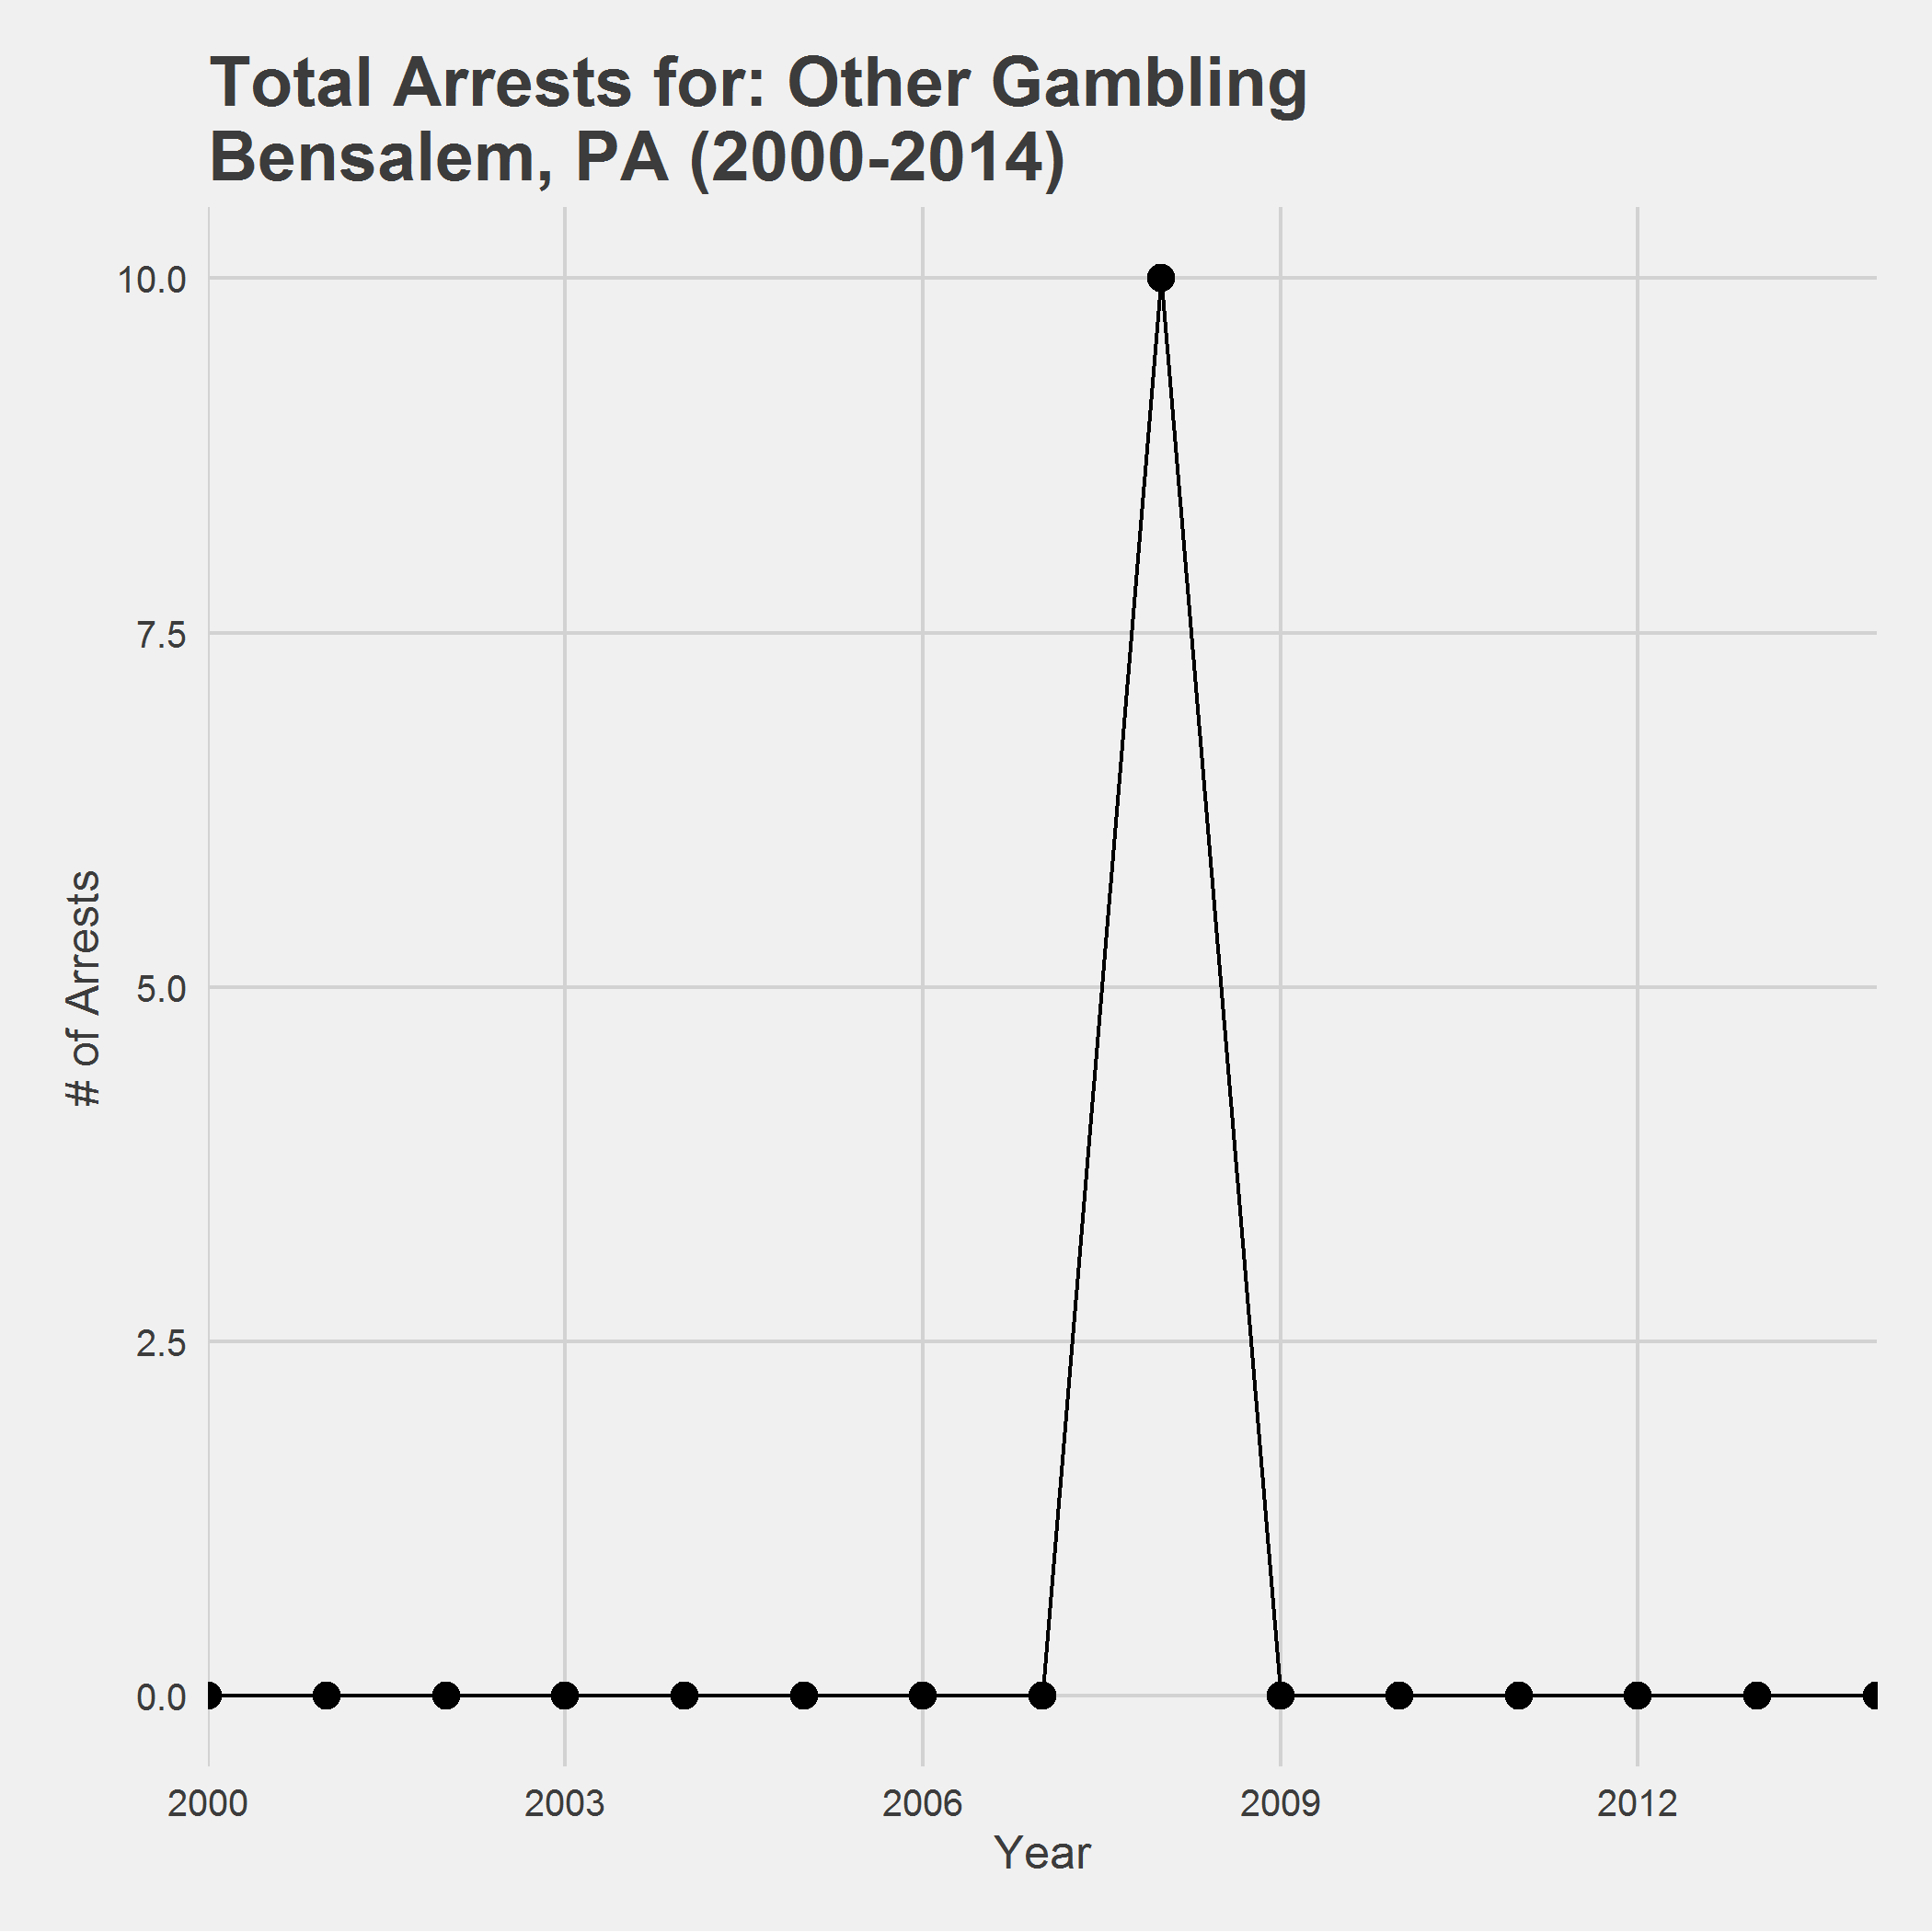 Total Arrests for: Other Gambling
Bensalem, PA (2000-2014)
10.0
7.5
5.0
2.5
0.0
# of Arrests
2000 2003 2006 2009 2012
Year